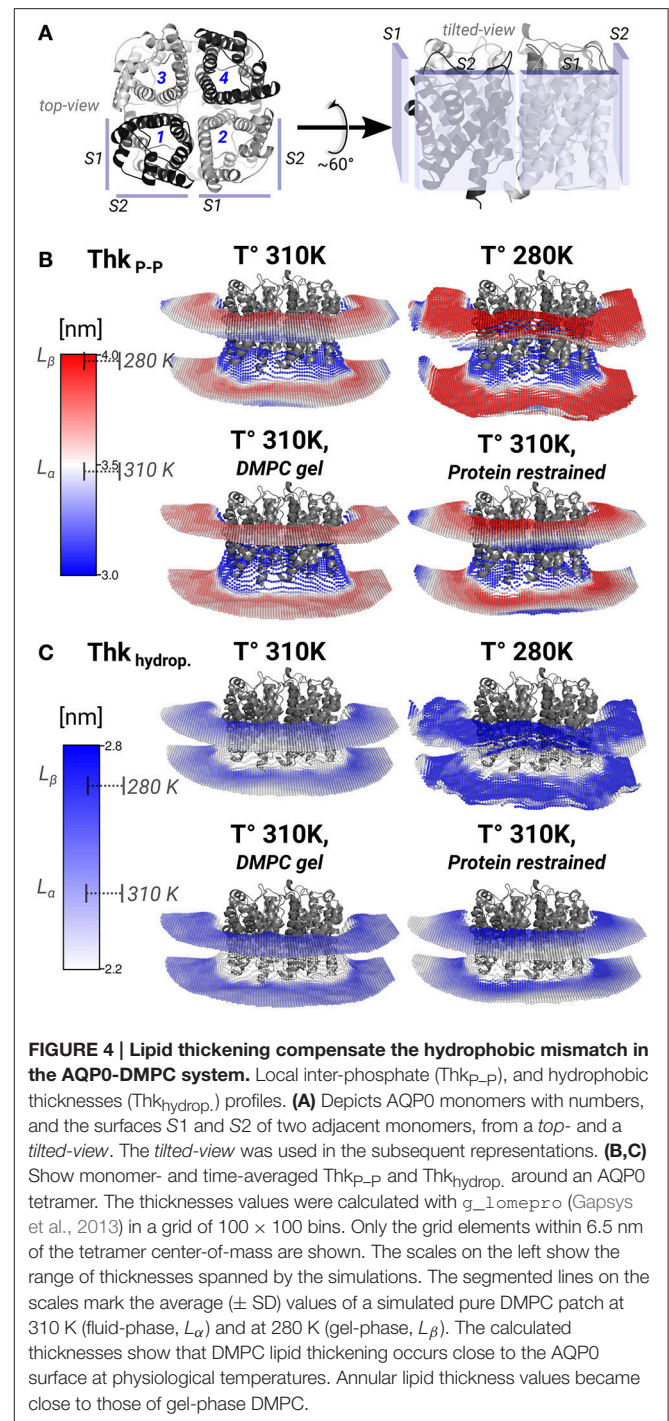 A
top-view
3
4
1
2
S1
S2
S2
S1
~60°
S1
tilted-view
S2
S2
S1
B
Thk P-P
T° 310K
T° 280K
[nm]
Lβ
4.0
280 K
Lα
3.5
310 K
3.0
T° 310K,
DMPC gel
T° 310K,
Protein restrained
C
Thk hydrop.
T° 310K
T° 280K
[nm]
2.8
Lβ
280 K
Lα
310 K
2.2
T° 310K,
DMPC gel
T° 310K,
Protein restrained
FIGURE 4 | Lipid thickening compensate the hydrophobic mismatch in
the AQP0-DMPC system. Local inter-phosphate (ThkP–P), and hydrophobic
thicknesses (Thkhydrop.) profiles. (A) Depicts AQP0 monomers with numbers,
and the surfaces S1 and S2 of two adjacent monomers, from a top- and a
tilted-view. The tilted-view was used in the subsequent representations. (B,C)
Show monomer- and time-averaged ThkP–P and Thkhydrop. around an AQP0
tetramer. The thicknesses values were calculated with g_lomepro (Gapsys
et al., 2013) in a grid of 100 × 100 bins. Only the grid elements within 6.5 nm
of the tetramer center-of-mass are shown. The scales on the left show the
range of thicknesses spanned by the simulations. The segmented lines on the
scales mark the average (± SD) values of a simulated pure DMPC patch at
310 K (fluid-phase, Lα) and at 280 K (gel-phase, Lβ). The calculated
thicknesses show that DMPC lipid thickening occurs close to the AQP0
surface at physiological temperatures. Annular lipid thickness values became
close to those of gel-phase DMPC.